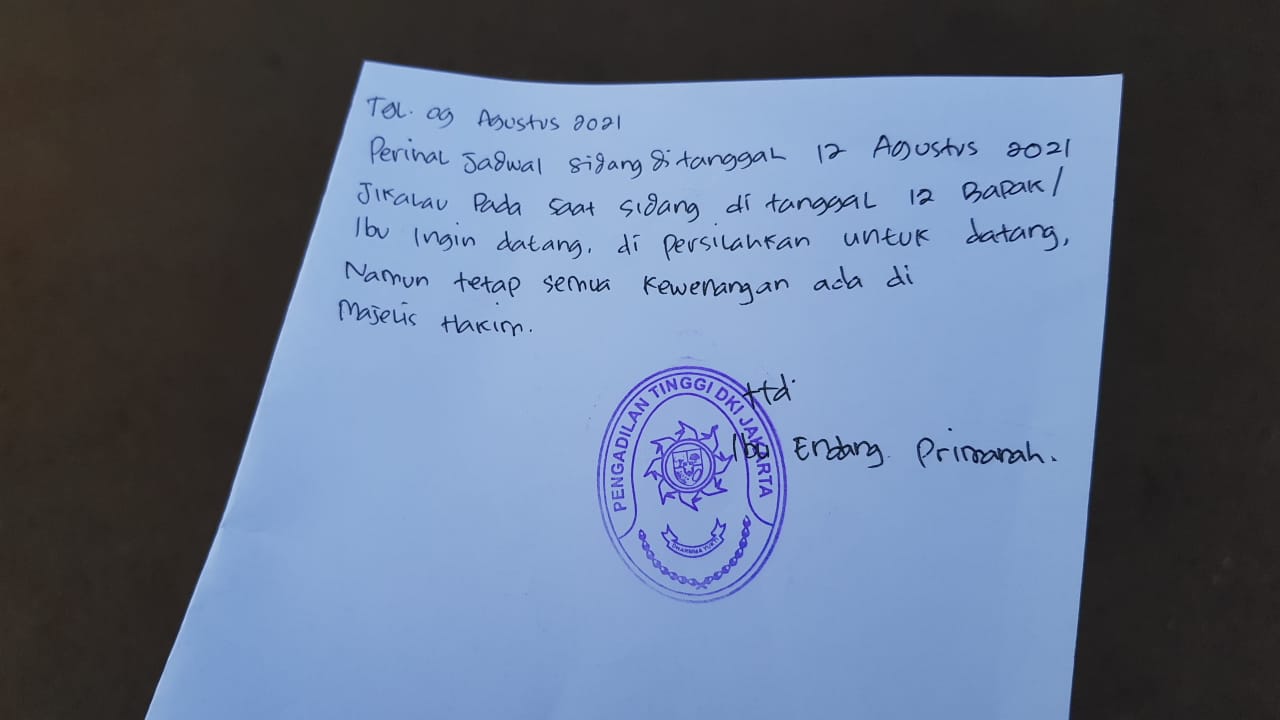 Tgl. 09 Agustus 2021
Perihal Jadwal sidang di tanggal 12 Agustus 2021
Jikalau Pada saat sidang di tanggal 12 Bapak/
Ibu Ingin datang, di persilahkan untuk datang,
Namun tetap semua kewenangan ada di
Majelis Hakim.
ttd
Ibu Endang
PENGADILAN TINGGI DKI JAKARTA
DHARMMA YUKTI